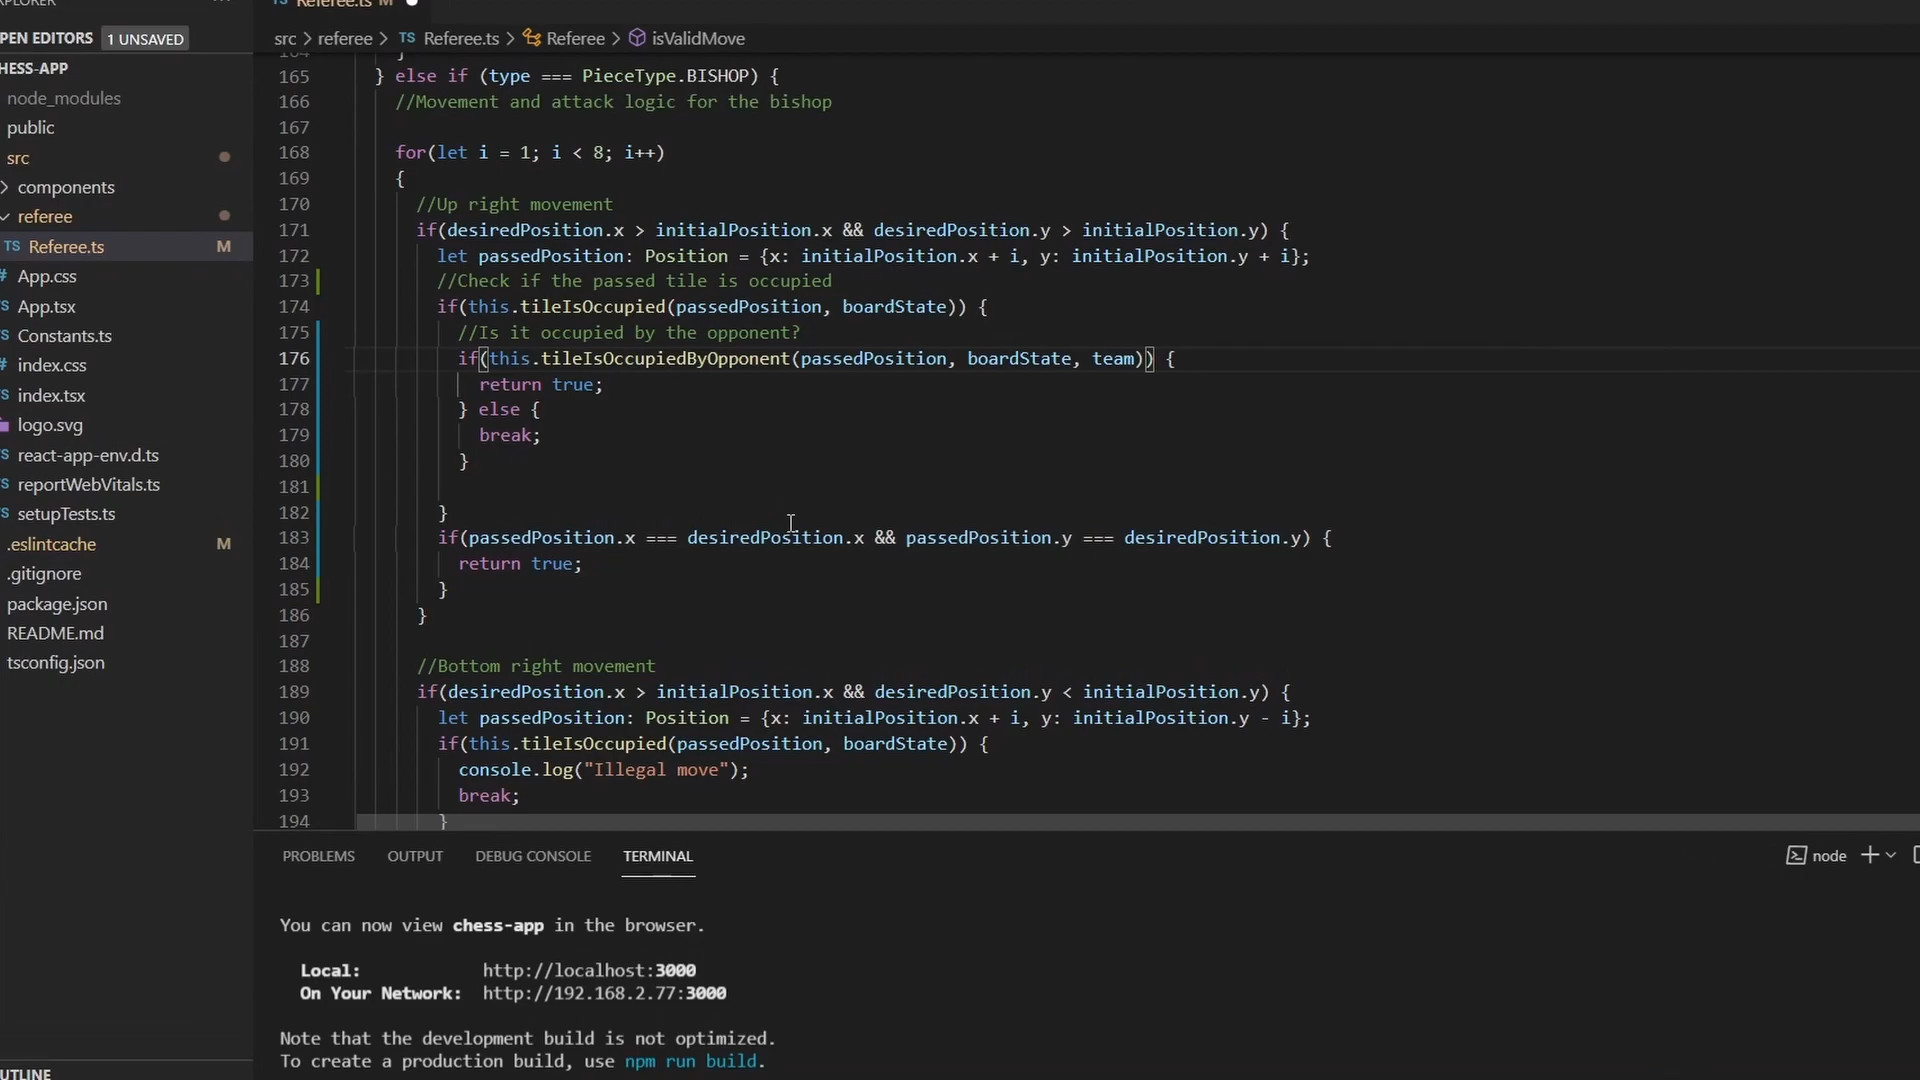 PEN EDITORS 1 UNSAVED
HESS-APP
node_modules
public
src
components
referee
TS Referee.ts M
# App.css
TS App.tsx
TS Constants.ts
# index.css
TS index.tsx
logo.svg
TS react-app-env.d.ts
TS reportWebVitals.ts
TS setupTests.ts
.eslintcache M
.gitignore
package.json
README.md
tsconfig.json
UTLINE
TS Referee.ts M
src > referee > TS Referee.ts > Referee > isValidMove
165 } else if (type === PieceType.BISHOP) {
166 //Movement and attack logic for the bishop
167
168 for(let i = 1; i < 8; i++)
169 {
170 //Up right movement
171 if(desiredPosition.x > initialPosition.x && desiredPosition.y > initialPosition.y) {
172 let passedPosition: Position = {x: initialPosition.x + i, y: initialPosition.y + i};
173 //Check if the passed tile is occupied
174 if(this.tileIsOccupied(passedPosition, boardState)) {
175 //Is it occupied by the opponent?
176 if(this.tileIsOccupiedByOpponent(passedPosition, boardState, team)) {
177 return true;
178 } else {
179 break;
180 }
181
182 }
183 if(passedPosition.x === desiredPosition.x && passedPosition.y === desiredPosition.y) {
184 return true;
185 }
186 }
187
188 //Bottom right movement
189 if(desiredPosition.x > initialPosition.x && desiredPosition.y < initialPosition.y) {
190 let passedPosition: Position = {x: initialPosition.x + i, y: initialPosition.y - i};
191 if(this.tileIsOccupied(passedPosition, boardState)) {
192 console.log("Illegal move");
193 break;
194 }
PROBLEMS OUTPUT DEBUG CONSOLE TERMINAL node
You can now view chess-app in the browser.
Local: http://localhost:3000
On Your Network: http://192.168.2.77:3000
Note that the development build is not optimized.
To create a production build, use npm run build.